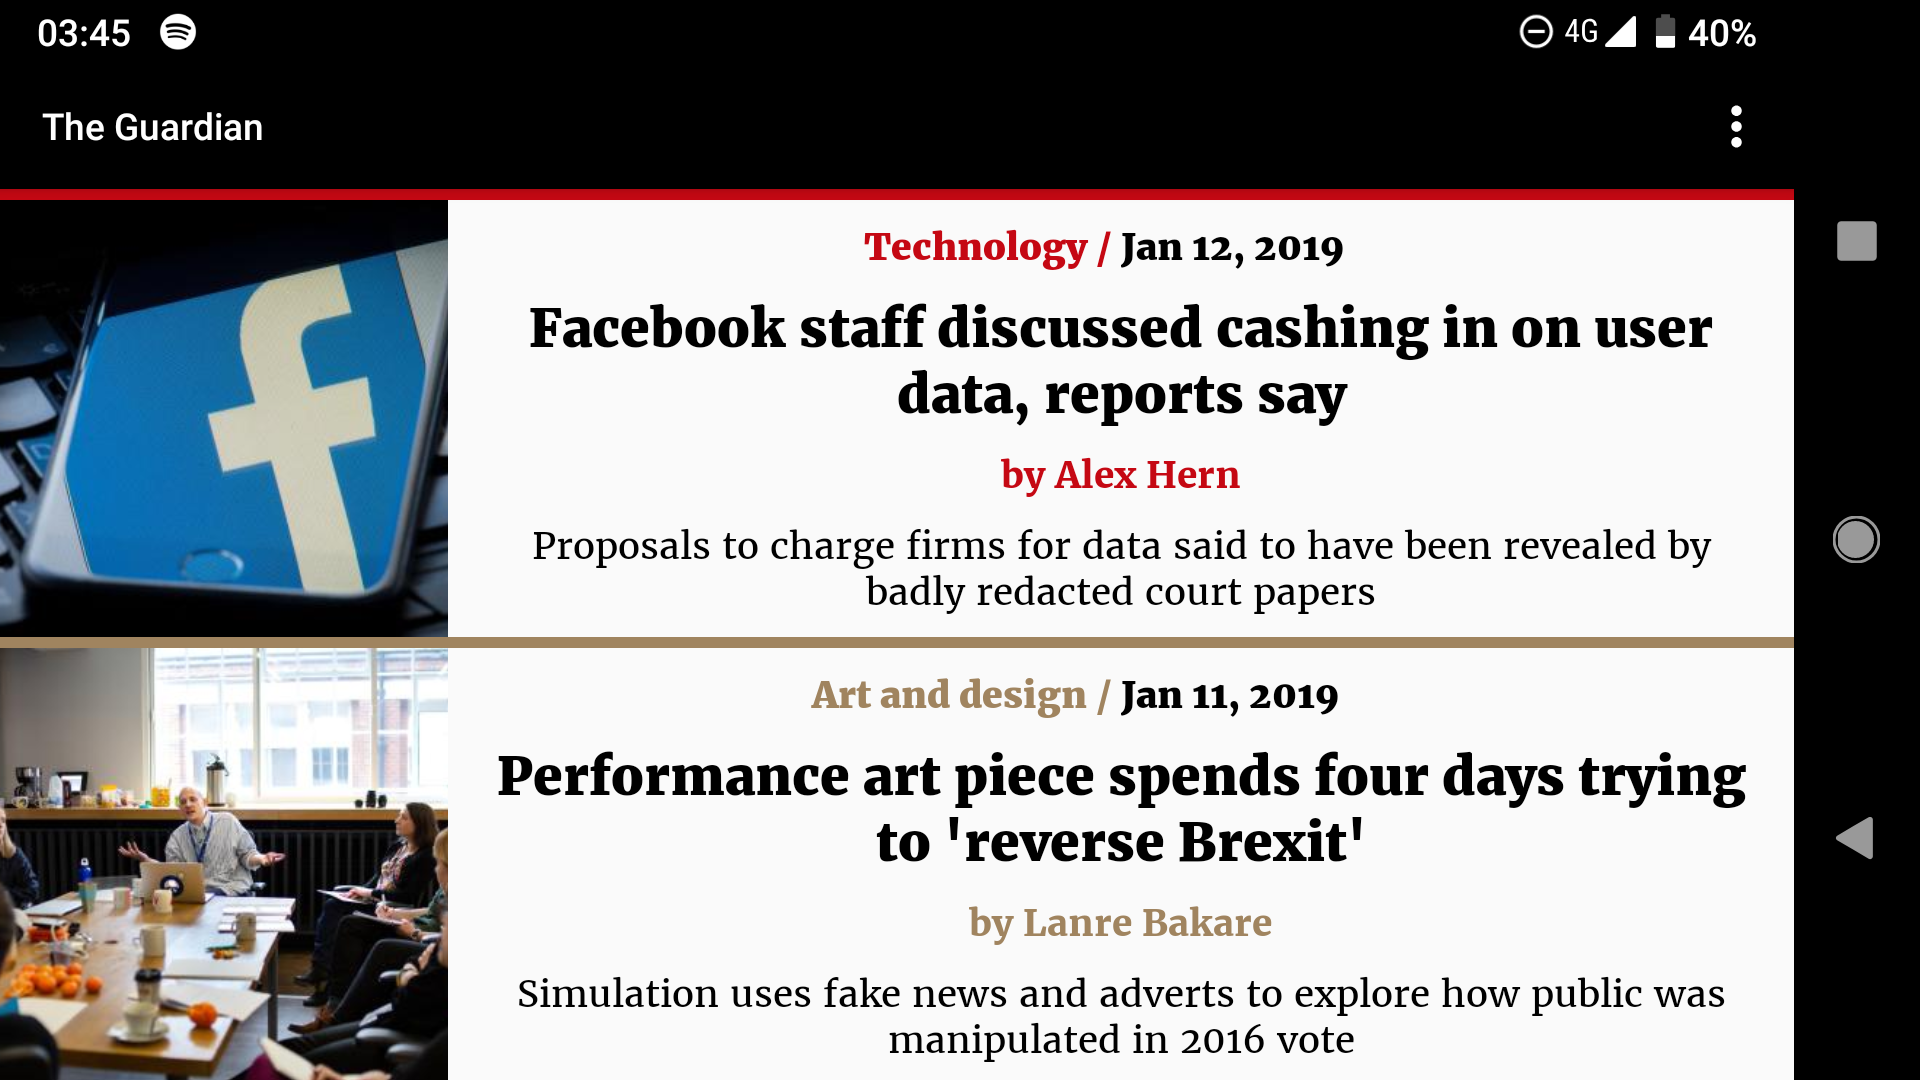 03:45
4G
40%
The Guardian
Technology / Jan 12, 2019
Facebook staff discussed cashing in on user
data, reports say
by Alex Hern
Proposals to charge firms for data said to have been revealed by
badly redacted court papers
Art and design / Jan 11, 2019
Performance art piece spends four days trying
to 'reverse Brexit'
by Lanre Bakare
Simulation uses fake news and adverts to explore how public was
manipulated in 2016 vote